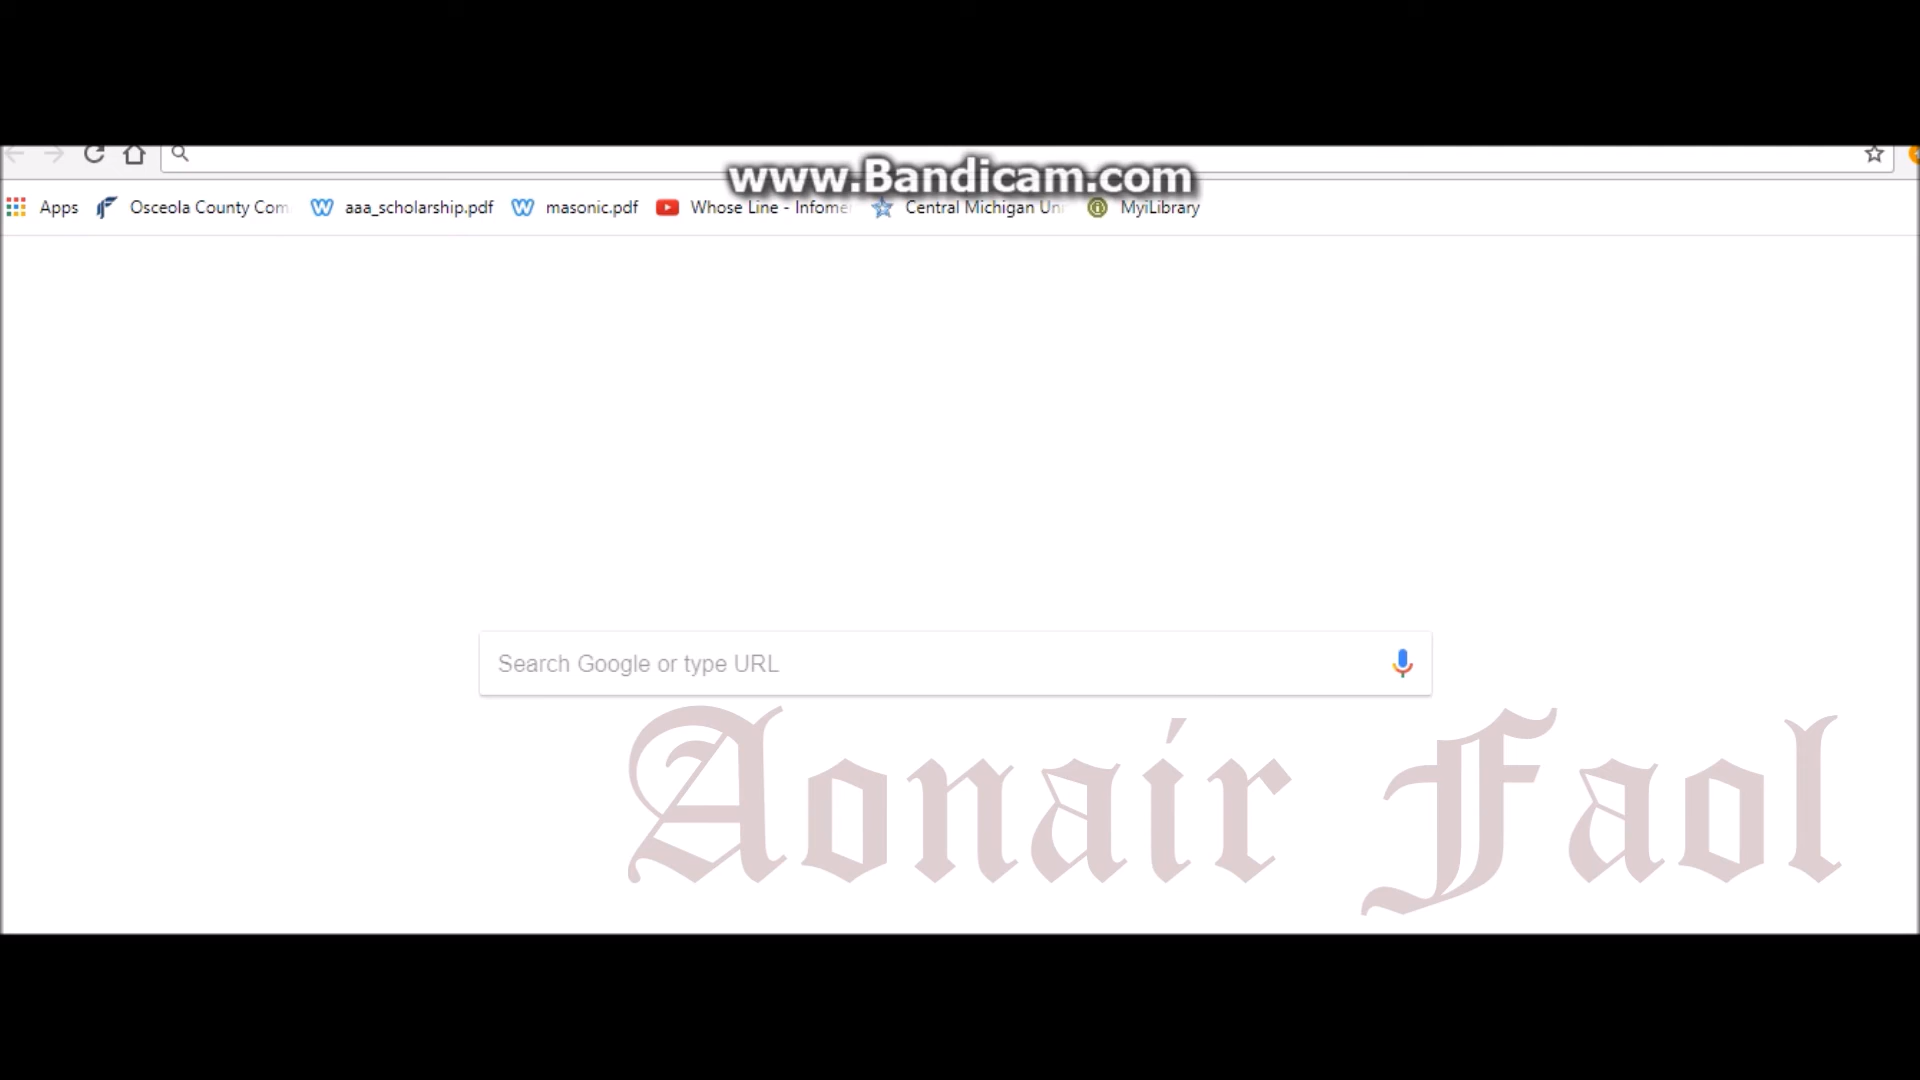 www.Bandicam.com
Apps Osceola County Com aaa_scholarship.pdf masonic.pdf Whose Line - Infome Central Michigan Un MyiLibrary
Search Google or type URL
Aonair Faol